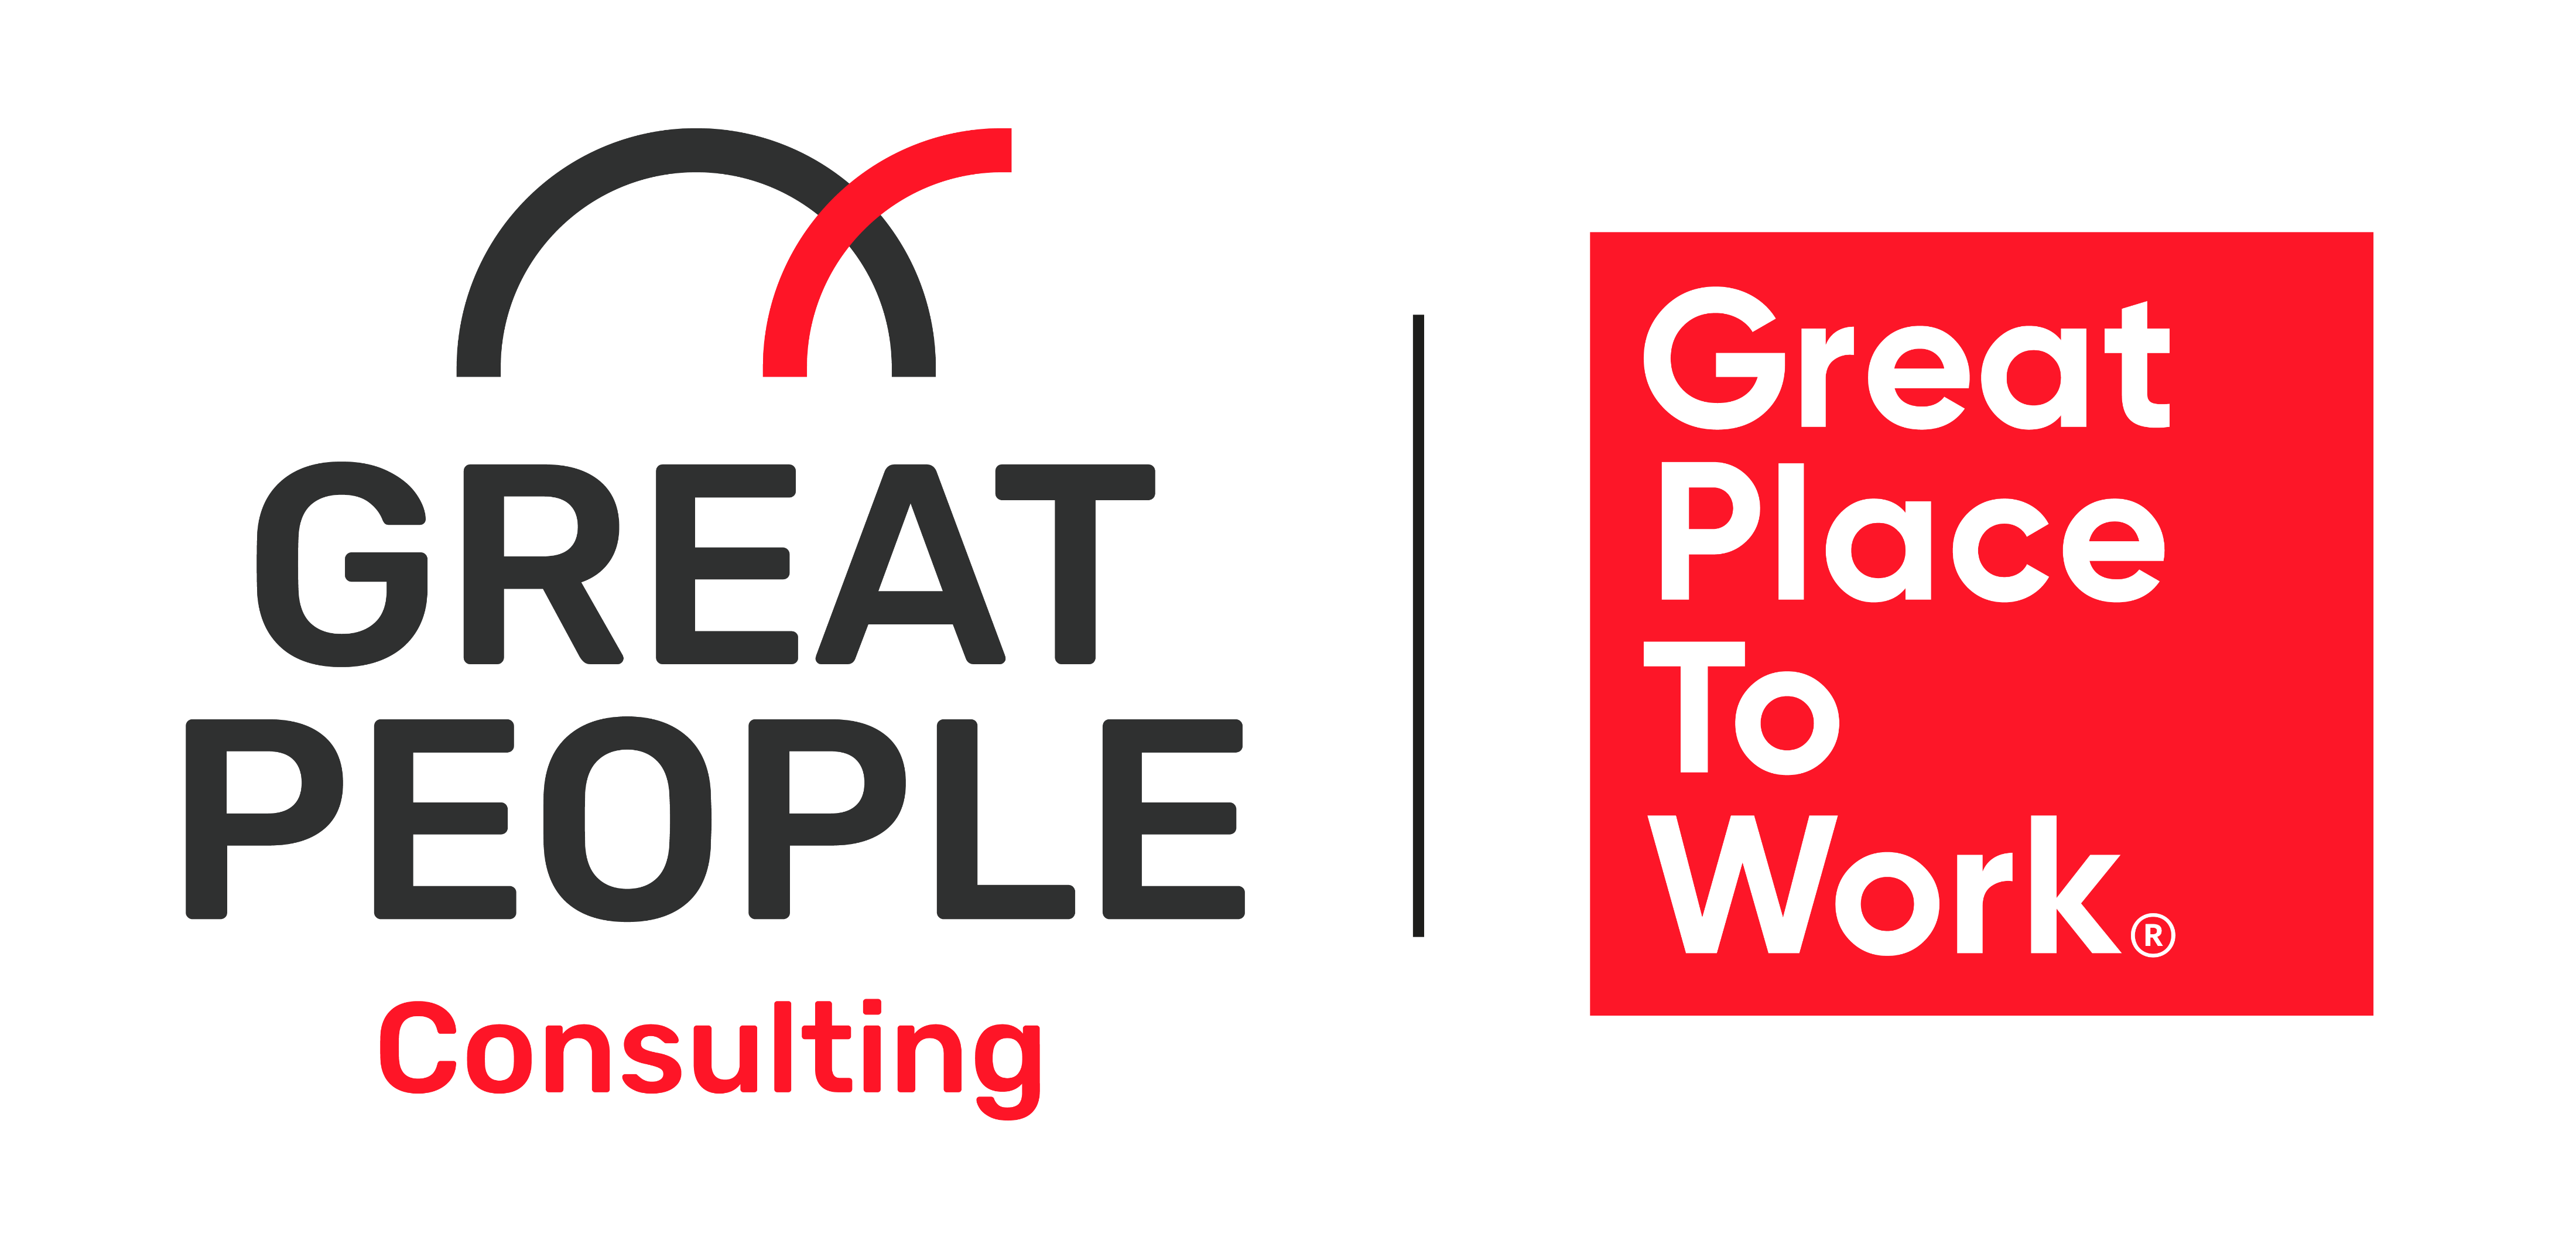 GREAT
PEOPLE
Consulting
Great
Place
To
Work®